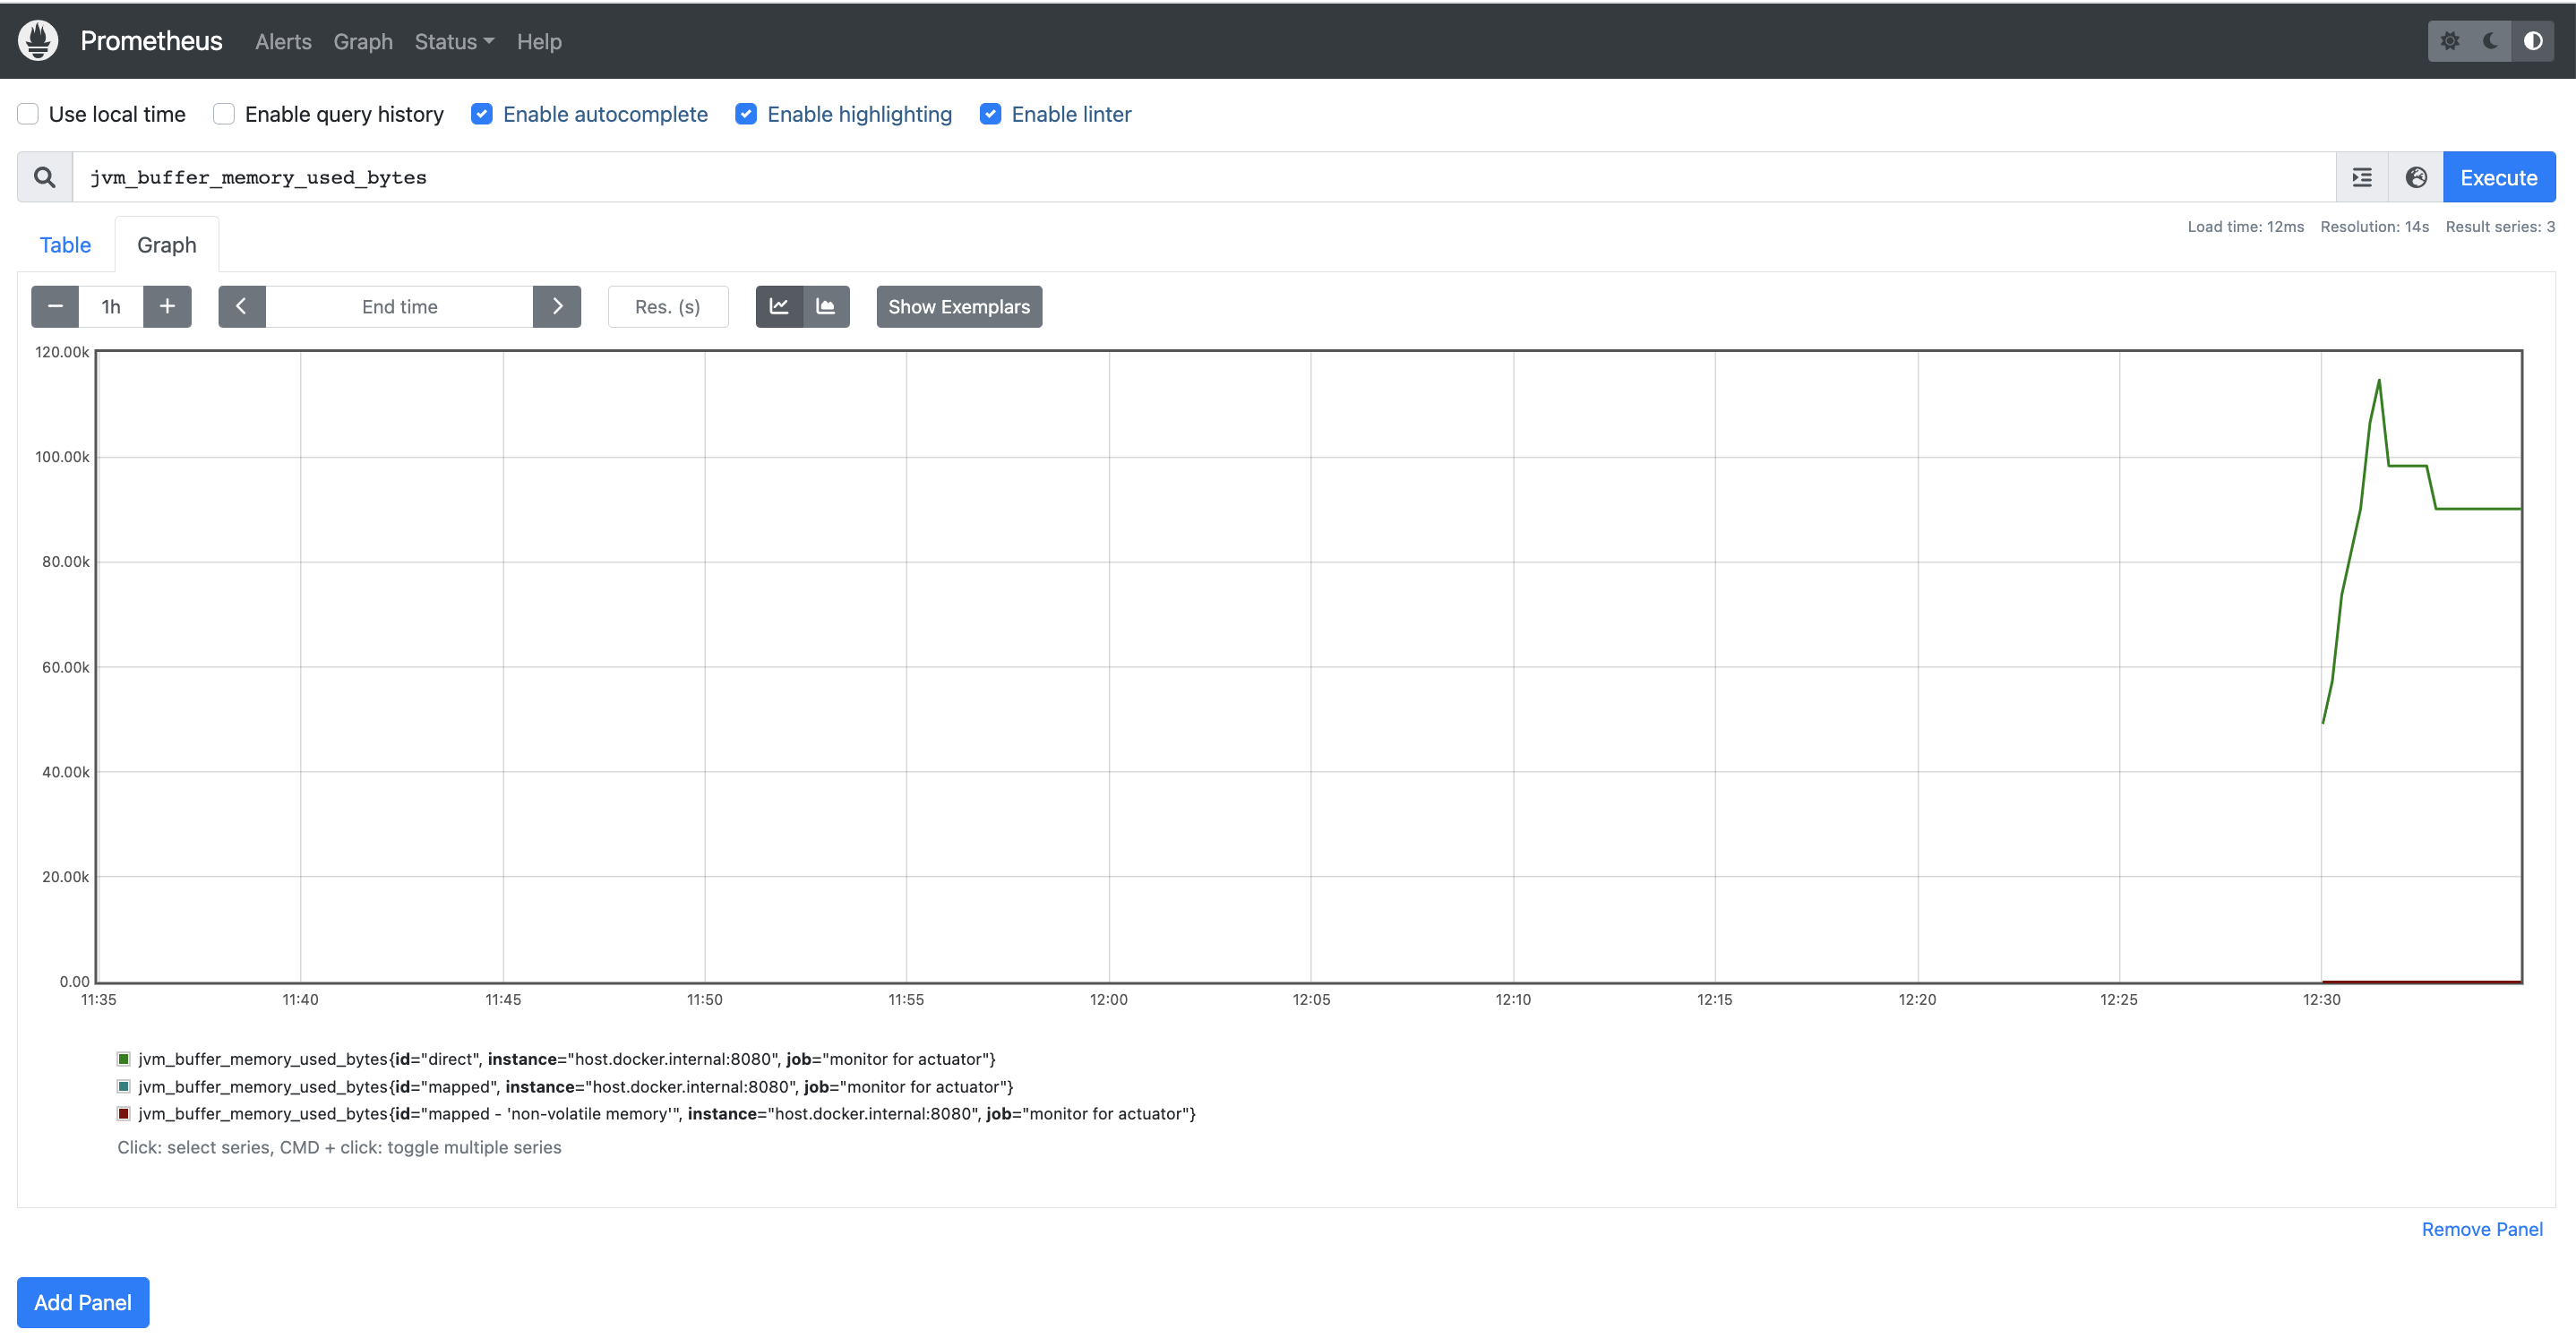 Prometheus Alerts Graph Status Help
Use local time Enable query history Enable autocomplete Enable highlighting Enable linter
jvm_buffer_memory_used_bytes Execute
Load time: 12ms Resolution: 14s Result series: 3
Table Graph
1h End time Res. (s) Show Exemplars
120.00k
100.00k
80.00k
60.00k
40.00k
20.00k
0.00
11:35 11:40 11:45 11:50 11:55 12:00 12:05 12:10 12:15 12:20 12:25 12:30
jvm_buffer_memory_used_bytes{id="direct", instance="host.docker.internal:8080", job="monitor for actuator"}
jvm_buffer_memory_used_bytes{id="mapped", instance="host.docker.internal:8080", job="monitor for actuator"}
jvm_buffer_memory_used_bytes{id="mapped - 'non-volatile memory'", instance="host.docker.internal:8080", job="monitor for actuator"}
Click: select series, CMD + click: toggle multiple series
Remove Panel
Add Panel